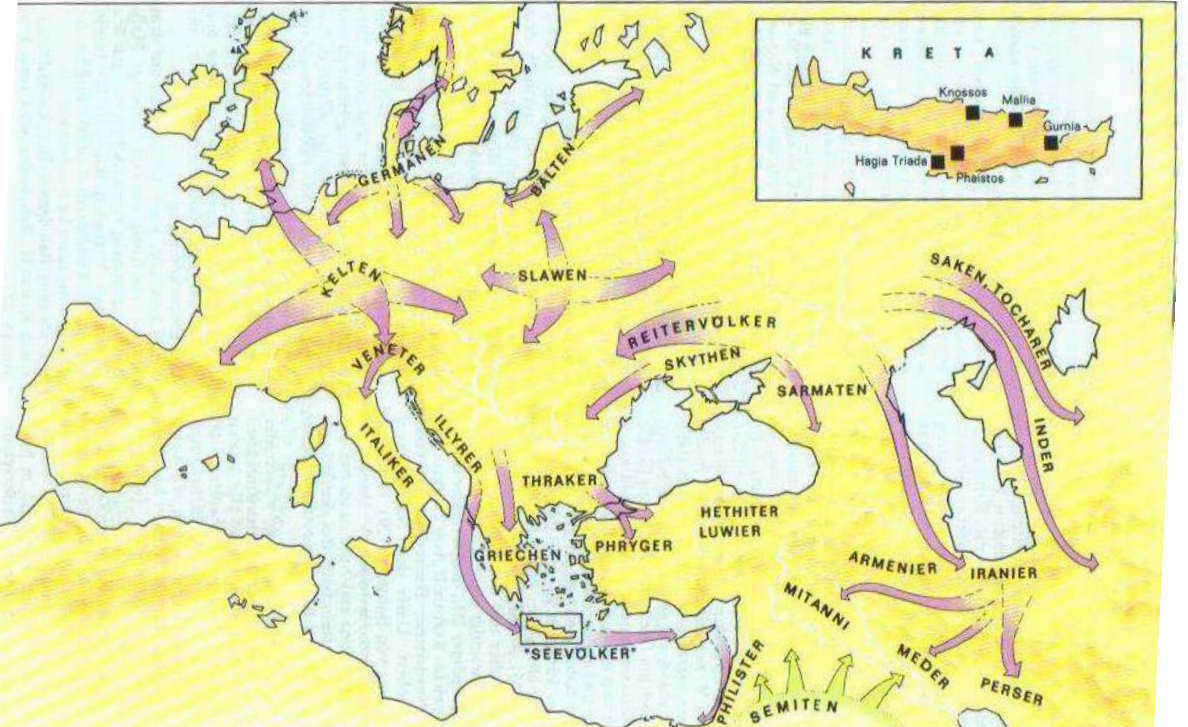 K R E T A
Knossos
Mallia
Gurnia
Hagia Triada
Phaistos
GERMANEN
BALTEN
KELTEN
SLAWEN
SAKEN, TOCHARER
REITERVÖLKER
SKYTHEN
VENETER
SARMATEN
INDER
ILLYRER
ITALIKER
THRAKER
HETHITER
LUWIER
GRIECHEN
PHRYGER
ARMENIER
IRANIER
MITANNI
"SEEVÖLKER"
PHILISTER
MEDER
PERSER
SEMITEN